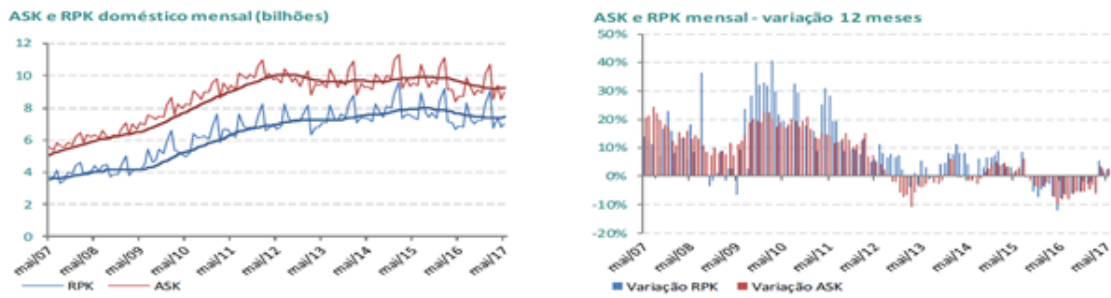 ASK e RPK doméstico mensal (bilhões)
12
10
8
6
4
2
0
mai/07 mai/08 mai/09 mai/10 mai/11 mai/12 mai/13 mai/14 mai/15 mai/16 mai/17
RPK ASK
ASK e RPK mensal - variação 12 meses
50%
40%
30%
20%
10%
0%
-10%
-20%
mai/07 mai/08 mai/09 mai/10 mai/11 mai/12 mai/13 mai/14 mai/15 mai/16 mai/17
Variação RPK Variação ASK